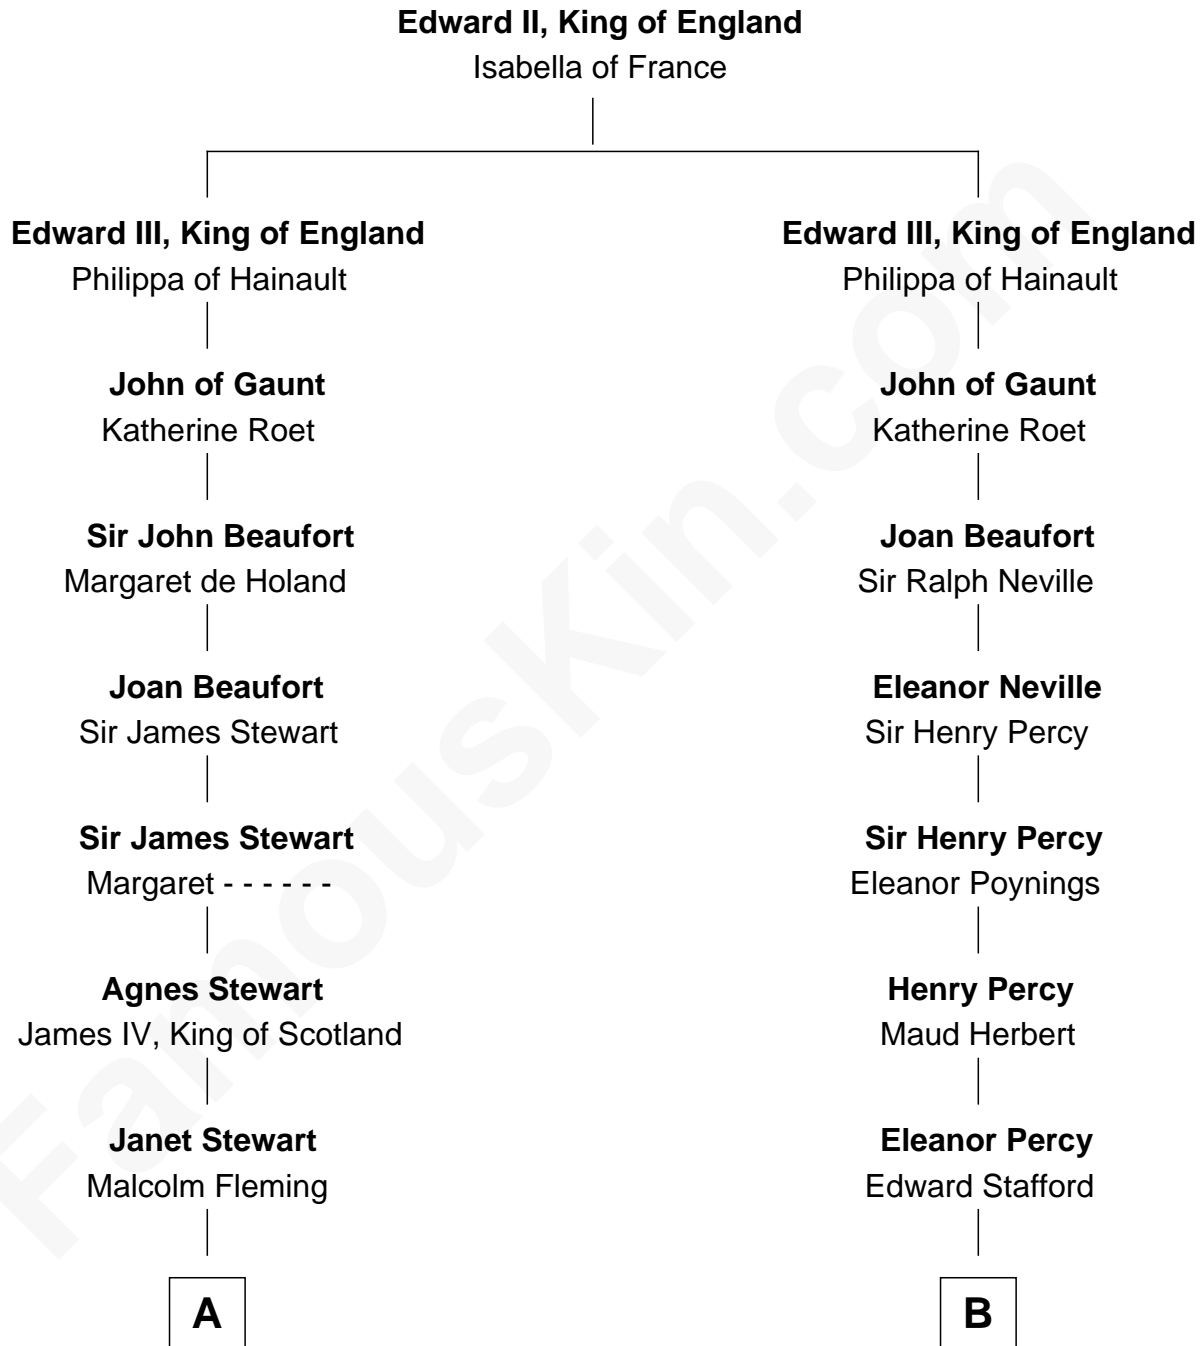 Edward II, King of England
Isabella of France
Edward III, King of England
Philippa of Hainault
John of Gaunt
Katherine Roet
Sir John Beaufort
Margaret de Holand
Joan Beaufort
Sir James Stewart
Sir James Stewart
Margaret - - - - - -
Agnes Stewart
James IV, King of Scotland
Janet Stewart
Malcolm Fleming
A
Edward III, King of England
Philippa of Hainault
John of Gaunt
Katherine Roet
Joan Beaufort
Sir Ralph Neville
Eleanor Neville
Sir Henry Percy
Sir Henry Percy
Eleanor Poynings
Henry Percy
Maud Herbert
Eleanor Percy
Edward Stafford
B
FamousKin.com